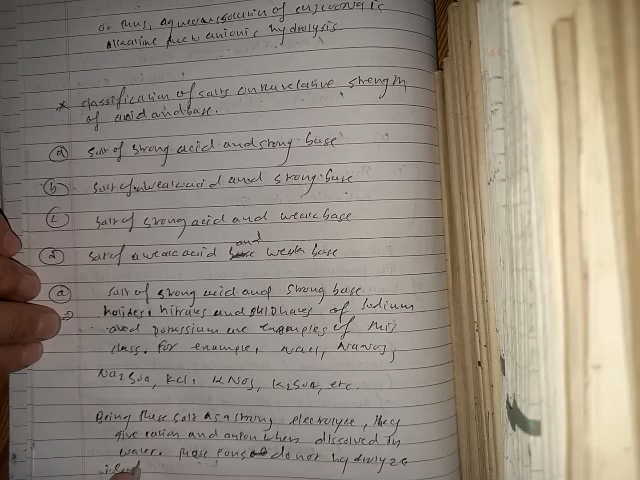 or Thus, aqueous solution of CH3COONa is
alkaline due anionic hydrolysis.
* classification of salts on relative strength
of acid and base.
(a) salt of strong acid and strong base
(b) salt of weak acid and strong base
(c) salt of strong acid and weak base
(d) salt of a weak acid and weak base
(a) salt of strong acid and strong base
halides, nitrates and sulphates of sodium
and potassium are examples of this
class. For example, NaCl, NaNO3
Na2SO4, KCl, KNO3, K2SO4, etc.
Being these salt as a strong electrolyte, they
give cation and anion when dissolved in
water. These ions do not hydrolyze